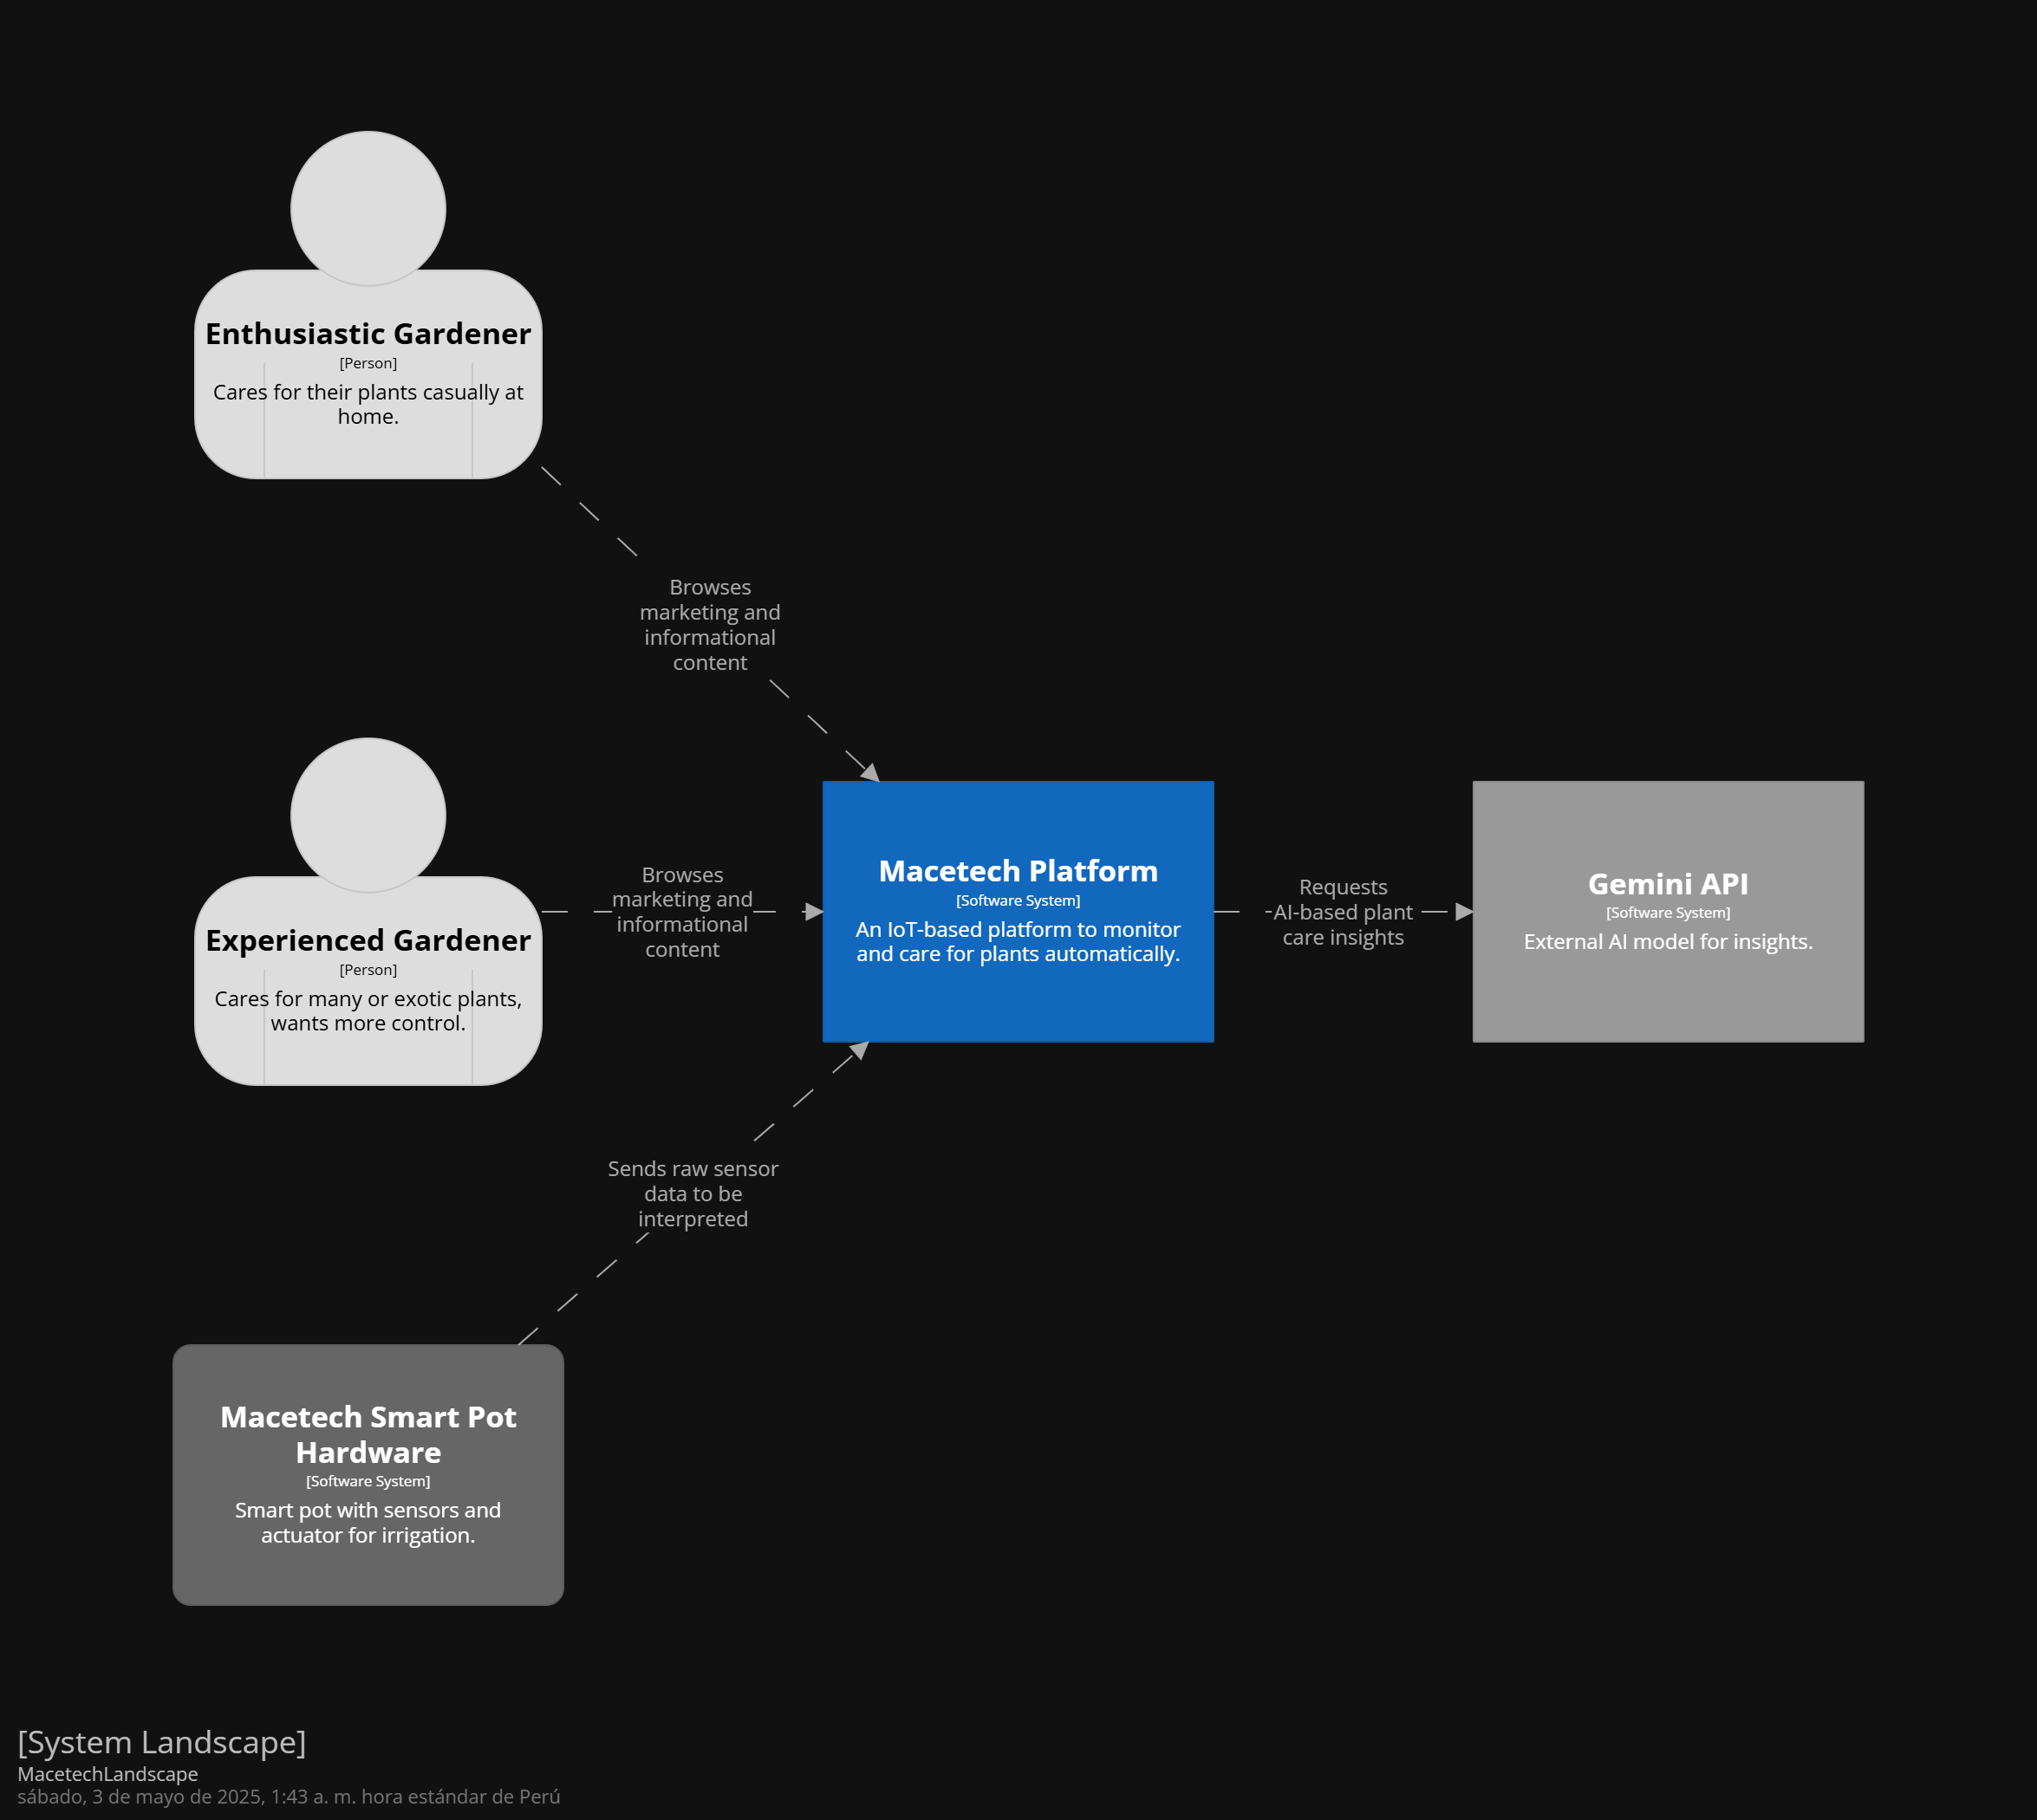 Enthusiastic Gardener
[Person]
Cares for their plants casually at
home.
Browses
marketing and
informational
content
Experienced Gardener
[Person]
Cares for many or exotic plants,
wants more control.
Browses
marketing and
informational
content
Macetech Platform
[Software System]
An IoT-based platform to monitor
and care for plants automatically.
Requests
AI-based plant
care insights
Gemini API
[Software System]
External AI model for insights.
Sends raw sensor
data to be
interpreted
Macetech Smart Pot
Hardware
[Software System]
Smart pot with sensors and
actuator for irrigation.
[System Landscape]
MacetechLandscape
sábado, 3 de mayo de 2025, 1:43 a. m. hora estándar de Perú